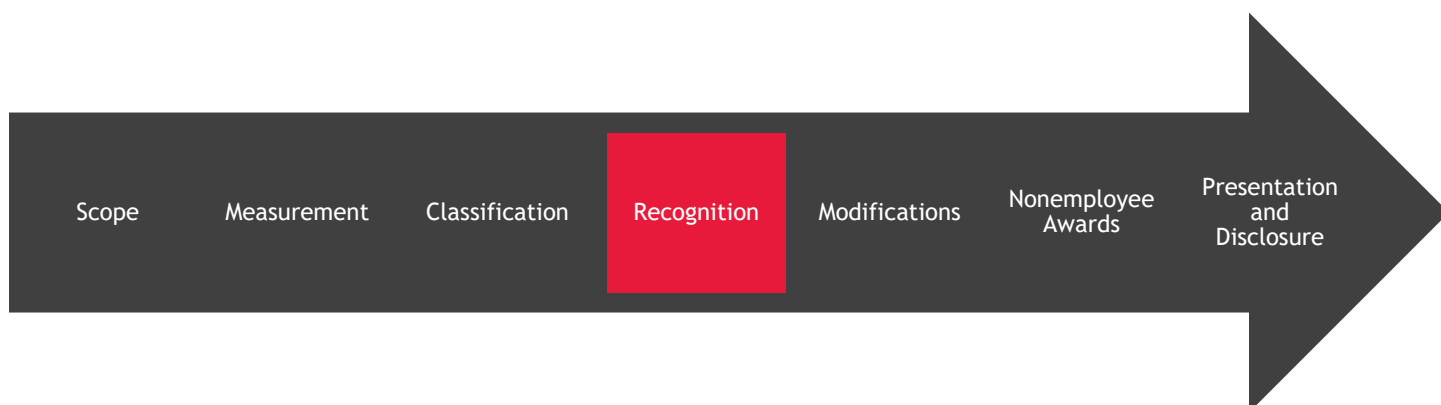 Scope
Measurement
Classification
Recognition
Modifications
Nonemployee
Awards
Presentation
and
Disclosure